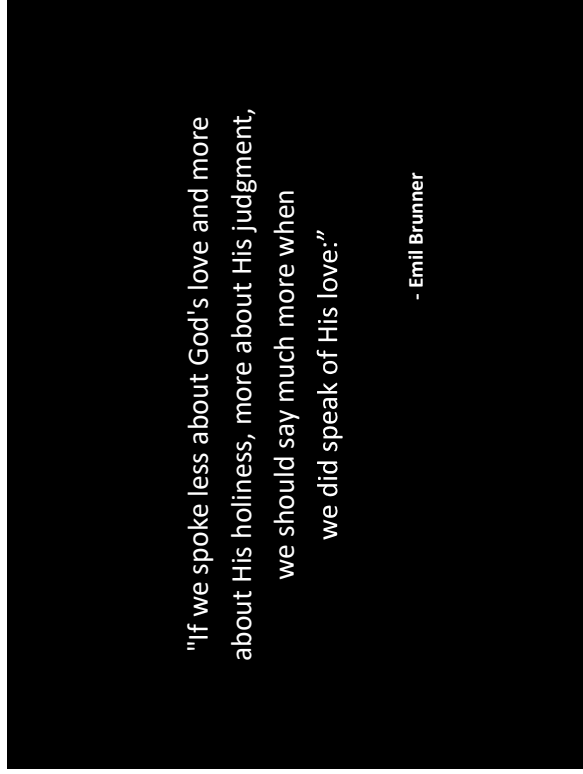 "If we spoke less about God's love and more
about His holiness, more about His judgment,
we should say much more when
we did speak of His love:”
- Emil Brunner